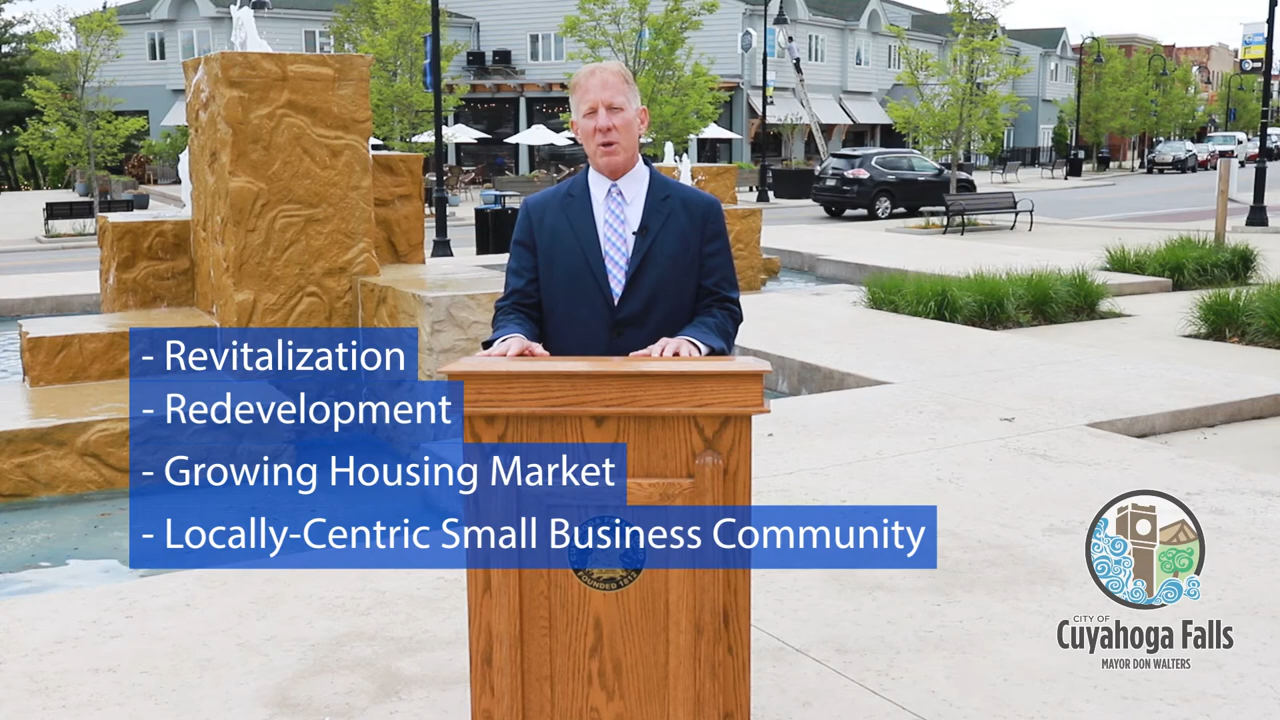 - Revitalization
- Redevelopment
- Growing Housing Market
- Locally-Centric Small Business Community
FOUNDED 1812
CITY OF
Cuyahoga Falls
MAYOR DON WALTERS